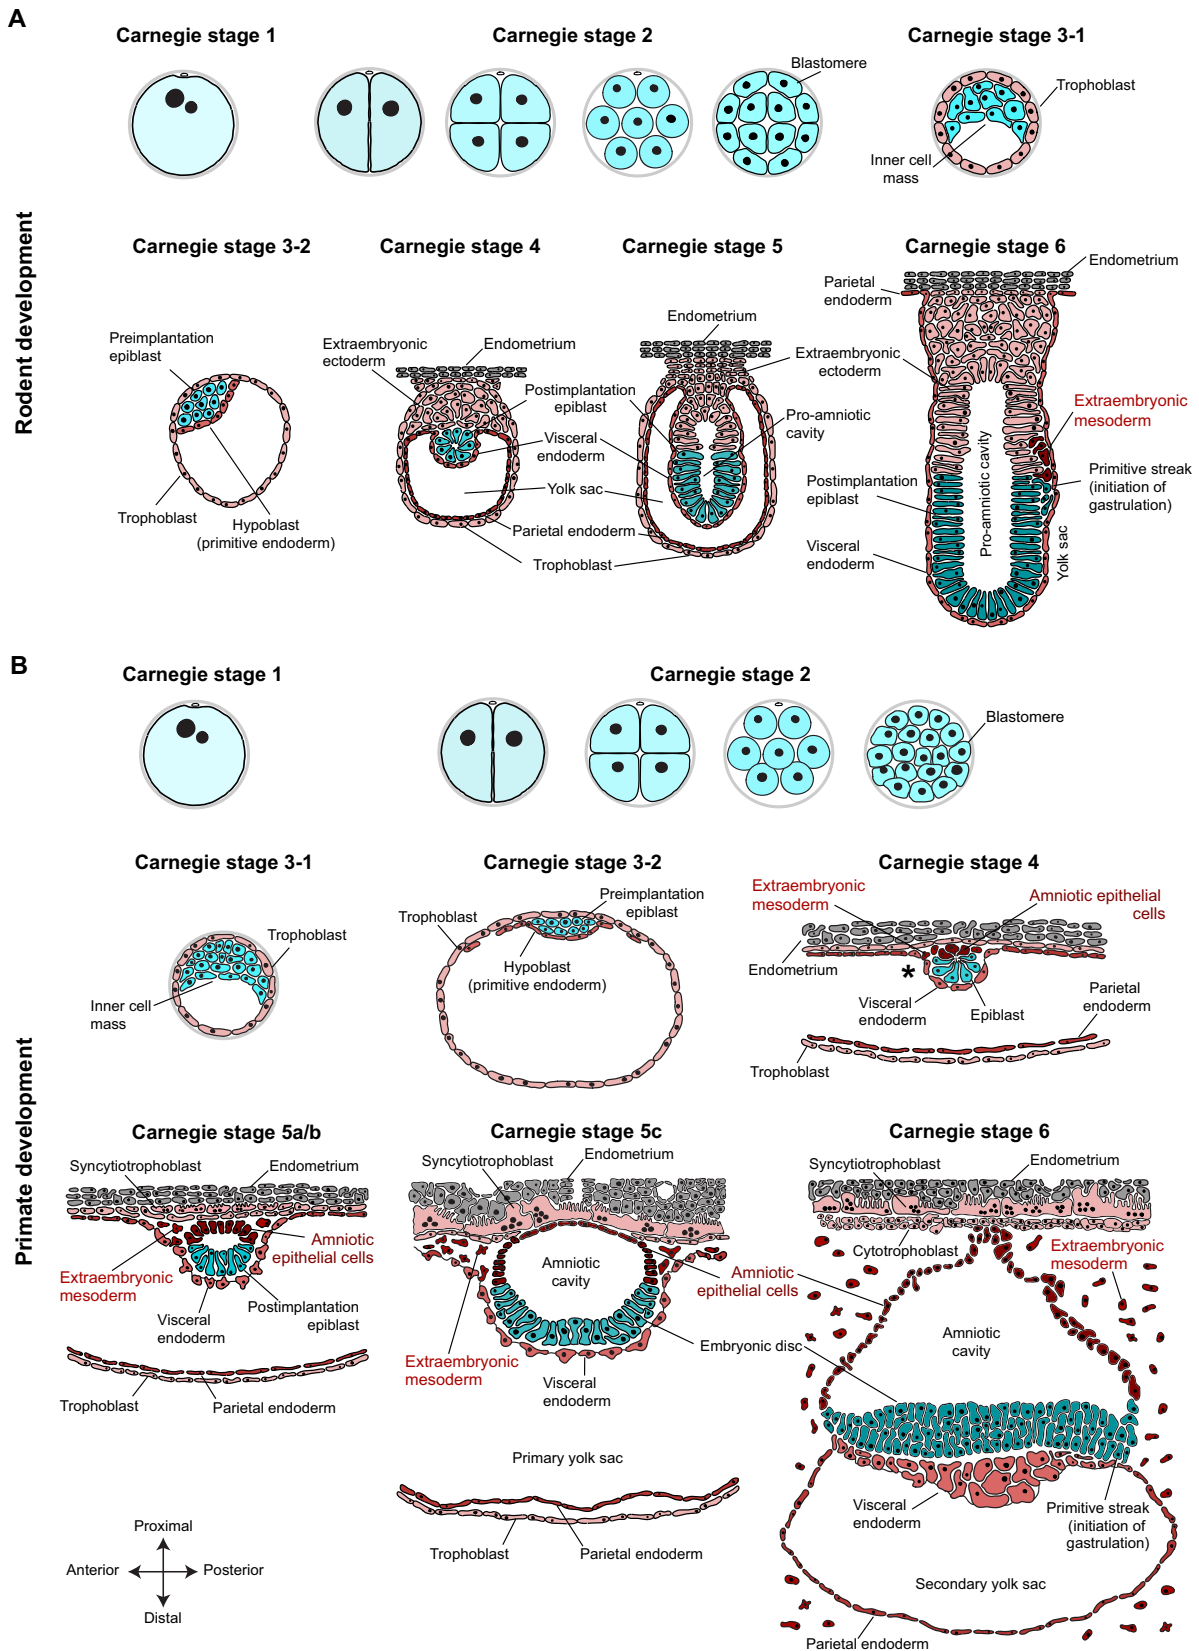 A
Carnegie stage 1
Carnegie stage 2
Carnegie stage 3-1
Blastomere
Trophoblast
Inner cell
mass
Rodent development
Carnegie stage 3-2
Carnegie stage 4
Carnegie stage 5
Carnegie stage 6
Preimplantation
epiblast
Trophoblast
Hypoblast
(primitive endoderm)
Extraembryonic
ectoderm
Endometrium
Postimplantation
epiblast
Visceral
endoderm
Yolk sac
Parietal endoderm
Trophoblast
Endometrium
Extraembryonic
ectoderm
Pro-amniotic
cavity
Parietal
endoderm
Endometrium
Extraembryonic
mesoderm
Primitive streak
(initiation of
gastrulation)
Postimplantation
epiblast
Visceral
endoderm
Pro-amniotic cavity
Yolk sac
B
Carnegie stage 1
Carnegie stage 2
Blastomere
Primate development
Carnegie stage 3-1
Carnegie stage 3-2
Carnegie stage 4
Trophoblast
Inner cell
mass
Trophoblast
Preimplantation
epiblast
Hypoblast
(primitive endoderm)
Extraembryonic
mesoderm
Amniotic epithelial
cells
Endometrium
*
Visceral
endoderm
Epiblast
Parietal
endoderm
Trophoblast
Carnegie stage 5a/b
Carnegie stage 5c
Carnegie stage 6
Syncytiotrophoblast
Endometrium
Extraembryonic
mesoderm
Amniotic
epithelial cells
Visceral
endoderm
Postimplantation
epiblast
Trophoblast
Parietal endoderm
Syncytiotrophoblast
Endometrium
Amniotic
cavity
Amniotic
epithelial cells
Extraembryonic
mesoderm
Embryonic disc
Visceral
endoderm
Primary yolk sac
Trophoblast
Parietal endoderm
Syncytiotrophoblast
Endometrium
Cytotrophoblast
Extraembryonic
mesoderm
Amniotic
cavity
Visceral
endoderm
Primitive streak
(initiation of
gastrulation)
Secondary yolk sac
Parietal endoderm
Proximal
Anterior
Posterior
Distal